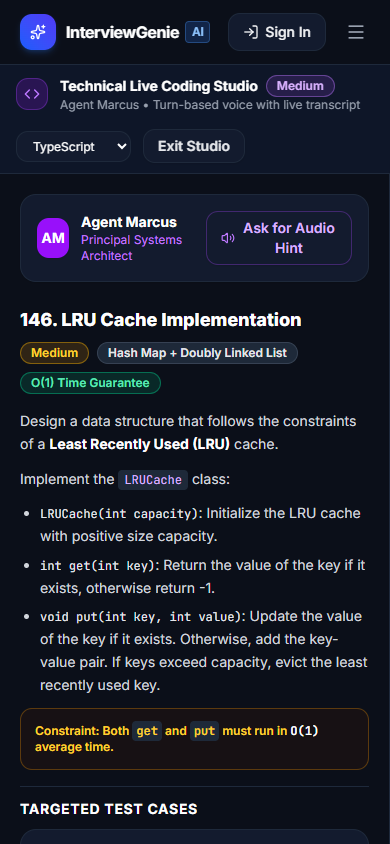 InterviewGenie AI Sign In
Technical Live Coding Studio Medium
Agent Marcus • Turn-based voice with live transcript
TypeScript Exit Studio
AM
Agent Marcus
Principal Systems
Architect
Ask for Audio
Hint
146. LRU Cache Implementation
Medium Hash Map + Doubly Linked List
O(1) Time Guarantee
Design a data structure that follows the constraints
of a Least Recently Used (LRU) cache.
Implement the LRUCache class:
• LRUCache(int capacity): Initialize the LRU cache
with positive size capacity.
• int get(int key): Return the value of the key if it
exists, otherwise return -1.
• void put(int key, int value): Update the value
of the key if it exists. Otherwise, add the key-
value pair. If keys exceed capacity, evict the least
recently used key.
Constraint: Both get and put must run in O(1)
average time.
TARGETED TEST CASES